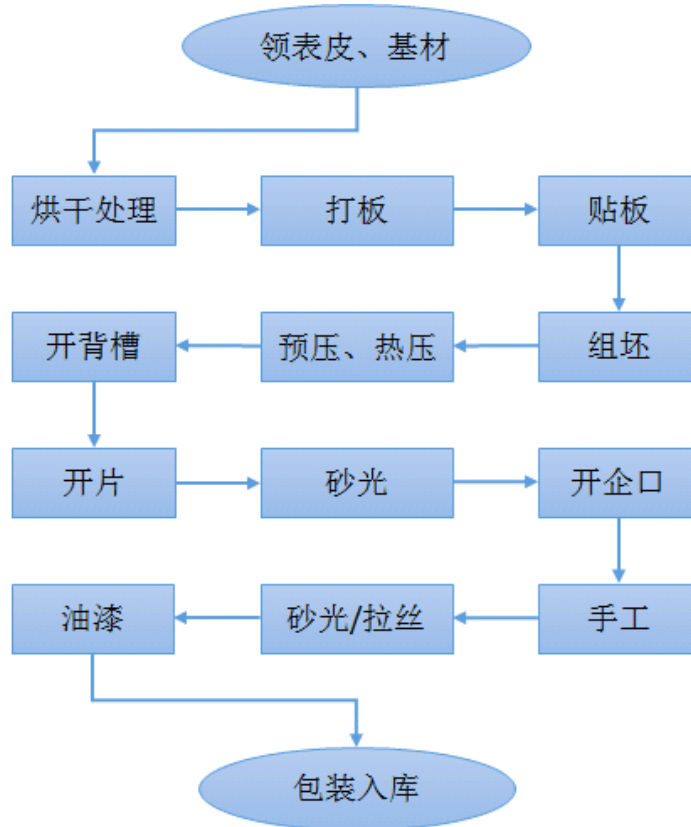 领表皮、基材
烘干处理
打板
贴板
组坯
预压、热压
开背槽
开片
砂光
开企口
手工
砂光/拉丝
油漆
包装入库